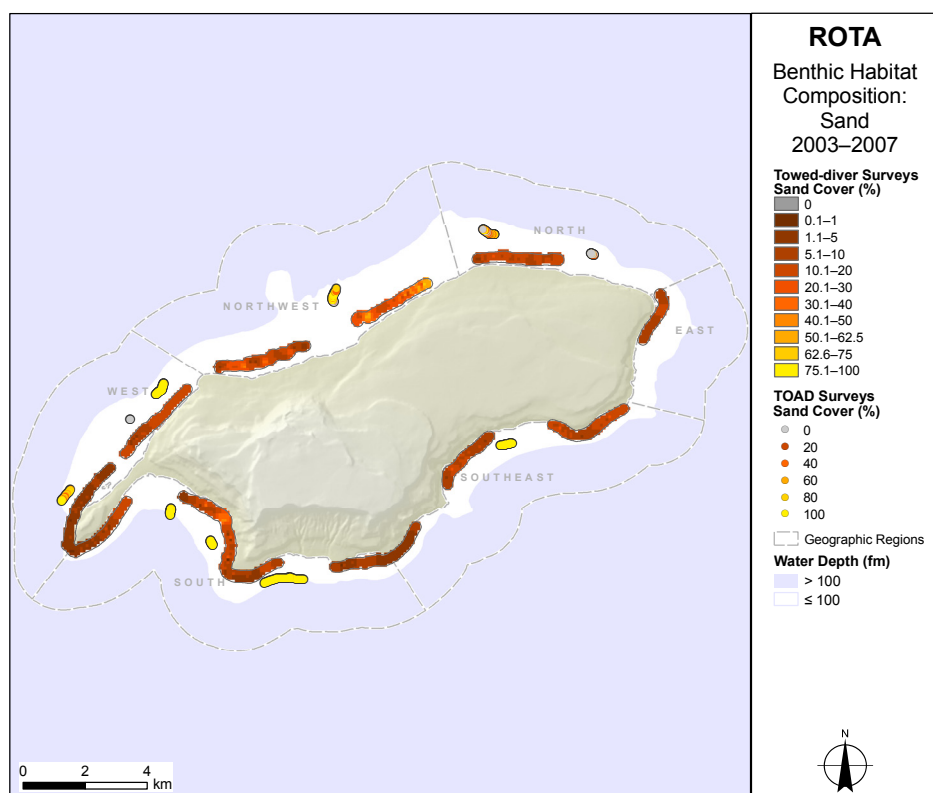 ROTA
Benthic Habitat
Composition:
Sand
2003–2007
Towed-diver Surveys
Sand Cover (%)
0
0.1–1
1.1–5
5.1–10
10.1–20
20.1–30
30.1–40
40.1–50
50.1–62.5
62.6–75
75.1–100
TOAD Surveys
Sand Cover (%)
0
20
40
60
80
100
Geographic Regions
Water Depth (fm)
> 100
≤ 100
N
NORTH
NORTHWEST
EAST
WEST
SOUTHEAST
SOUTH
0 2 4
km